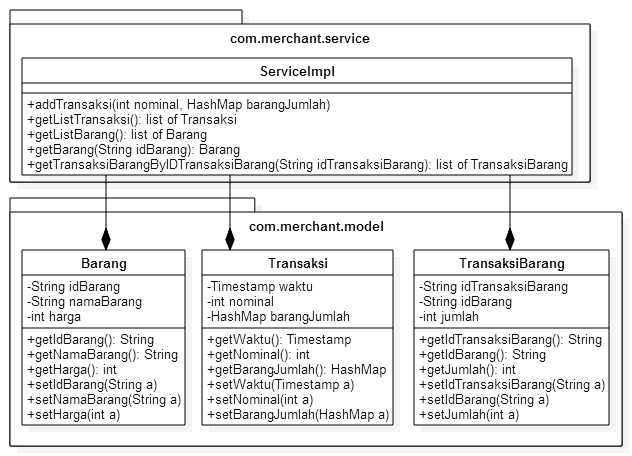 com.merchant.service
ServiceImpl
+addTransaksi(int nominal, HashMap barangJumlah)
+getListTransaksi(): list of Transaksi
+getListBarang(): list of Barang
+getBarang(String idBarang): Barang
+getTransaksiBarangByIDTransaksiBarang(String idTransaksiBarang): list of TransaksiBarang
com.merchant.model
Barang
-String idBarang
-String namaBarang
-int harga
+getIdBarang(): String
+getNamaBarang(): String
+getHarga(): int
+setIdBarang(String a)
+setNamaBarang(String a)
+setHarga(int a)
Transaksi
-Timestamp waktu
-int nominal
-HashMap barangJumlah
+getWaktu(): Timestamp
+getNominal(): int
+getBarangJumlah(): HashMap
+setWaktu(Timestamp a)
+setNominal(int a)
+setBarangJumlah(HashMap a)
TransaksiBarang
-String idTransaksiBarang
-String idBarang
-int jumlah
+getIdTransaksiBarang(): String
+getIdBarang(): String
+getJumlah(): int
+setIdTransaksiBarang(String a)
+setIdBarang(String a)
+setJumlah(int a)